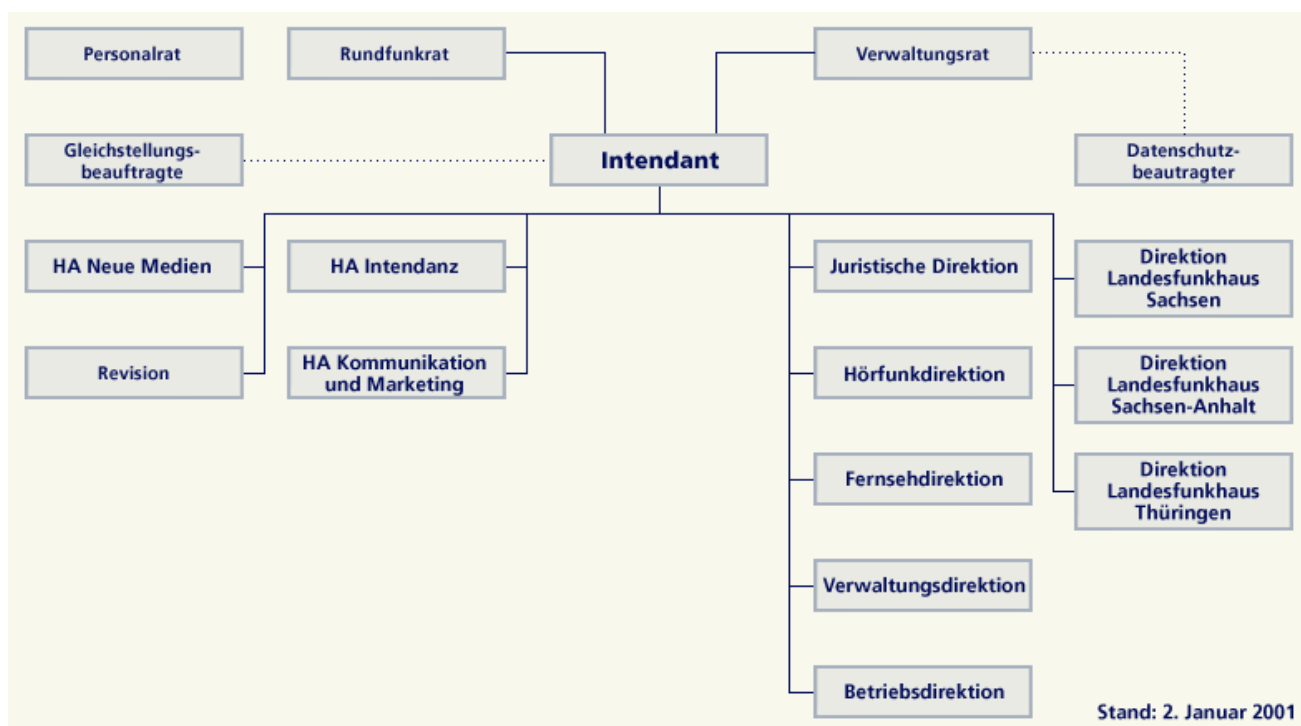 Personalrat
Rundfunkrat
Verwaltungsrat
Gleichstellungs-
beauftragte
Intendant
Datenschutz-
beautragter
HA Neue Medien
HA Intendanz
Juristische Direktion
Direktion
Landesfunkhaus
Sachsen
Revision
HA Kommunikation
und Marketing
Hörfunkdirektion
Direktion
Landesfunkhaus
Sachsen-Anhalt
Fernsehdirektion
Direktion
Landesfunkhaus
Thüringen
Verwaltungsdirektion
Betriebsdirektion
Stand: 2. Januar 2001